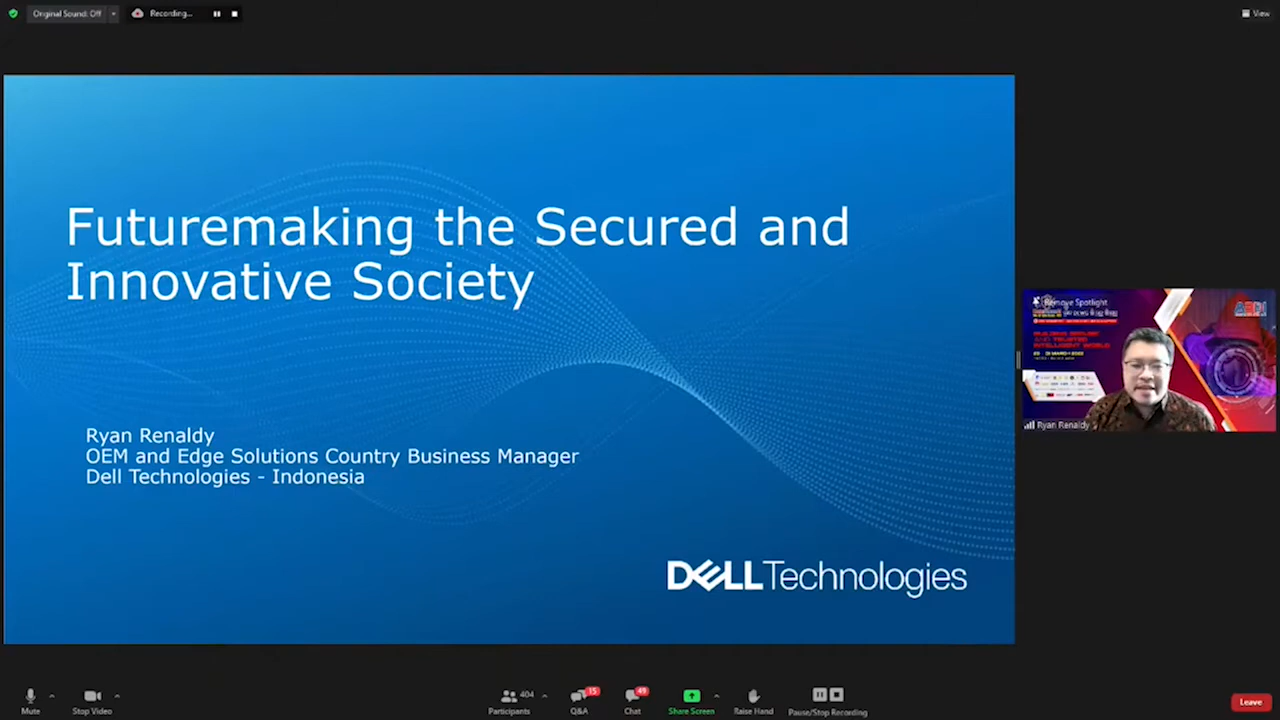 Original Sound: Off
Recording...
View
Futuremaking the Secured and
Innovative Society
Ryan Renaldy
OEM and Edge Solutions Country Business Manager
Dell Technologies - Indonesia
DELL Technologies
Remove Spotlight
Ryan Renaldy
Mute
Stop Video
404
Participants
15
Q&A
49
Chat
Share Screen
Raise Hand
Pause/Stop Recording
Leave